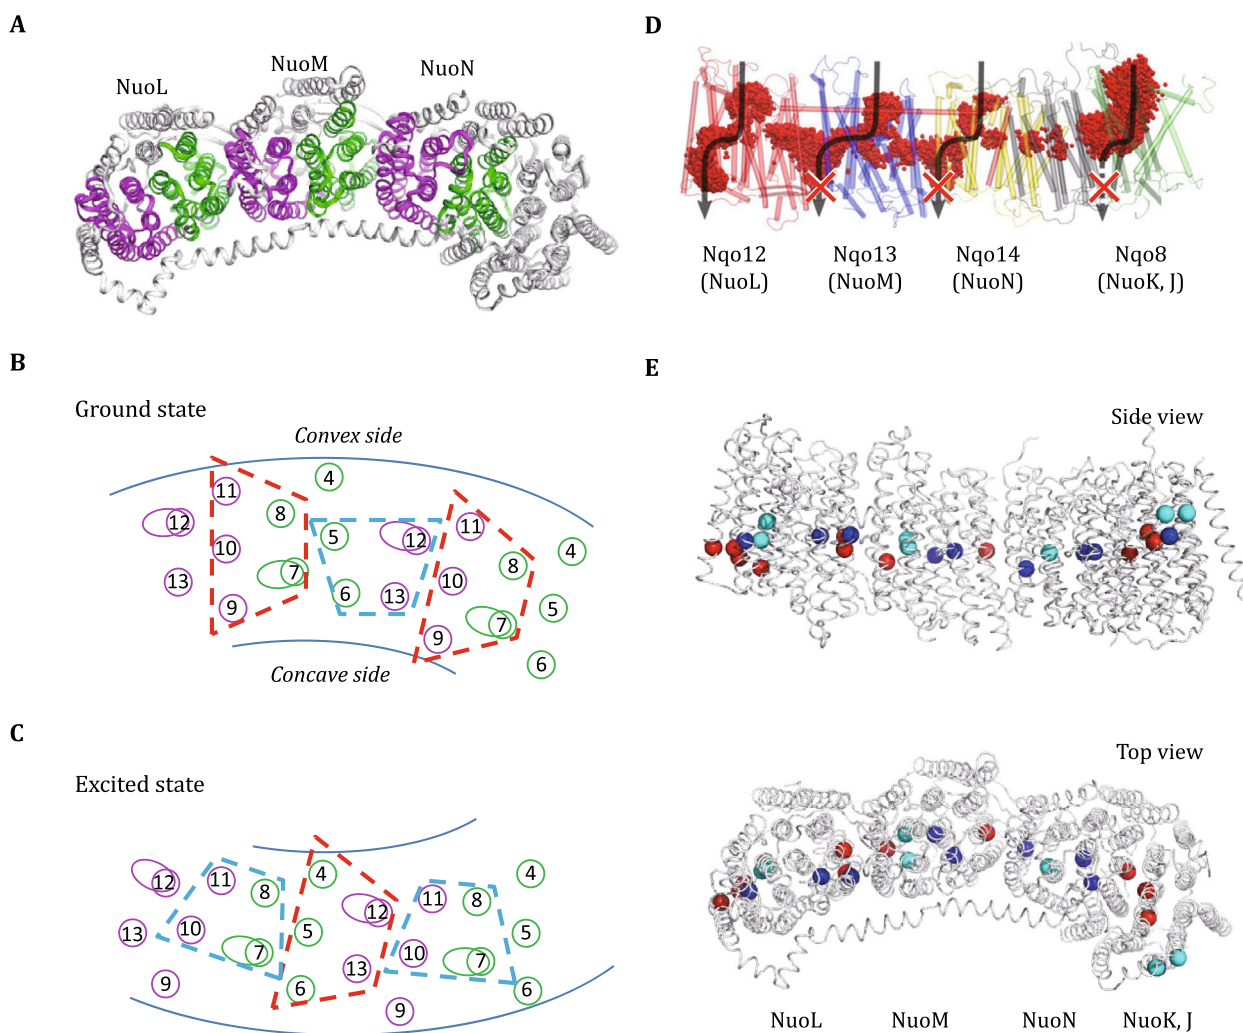 A
NuoL
NuoM
NuoN
B
Ground state
Convex side
4
11
8
12
10
7
13
9
5
12
6
13
11
10
8
4
7
9
5
6
Concave side
C
Excited state
12
11
8
10
13
7
9
4
5
12
13
6
9
11
8
4
10
7
5
6
D
Nqo12
(NuoL)
Nqo13
(NuoM)
Nqo14
(NuoN)
Nqo8
(NuoK, J)
E
Side view
Top view
NuoL
NuoM
NuoN
NuoK, J